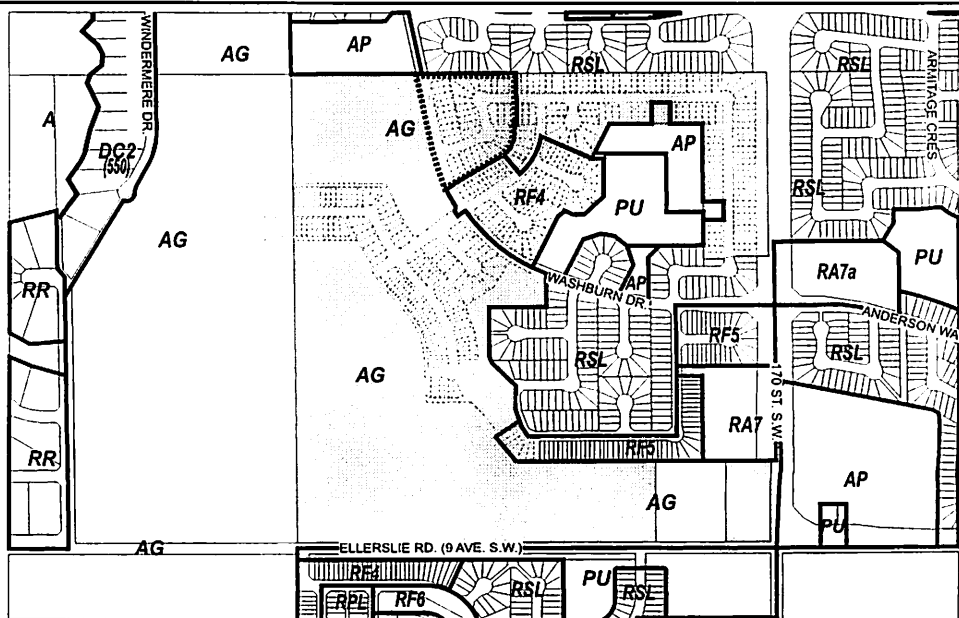 WINDERMERE DR.
AG
AP
RSL
RSL
ARMITAGE CRES
A
DC2
(550)
AG
AP
RSL
RF4
PU
AG
RA7a
PU
RR
AP
WASHBURN DR.
ANDERSON WA
RF5
RSL
RSL
AG
170 ST. S.W.
RA7
RF5
RR
AP
AG
PU
AG
ELLERSLIE RD. (9 AVE. S.W.)
RF4
RSL
PU
RSL
RPL
RF6